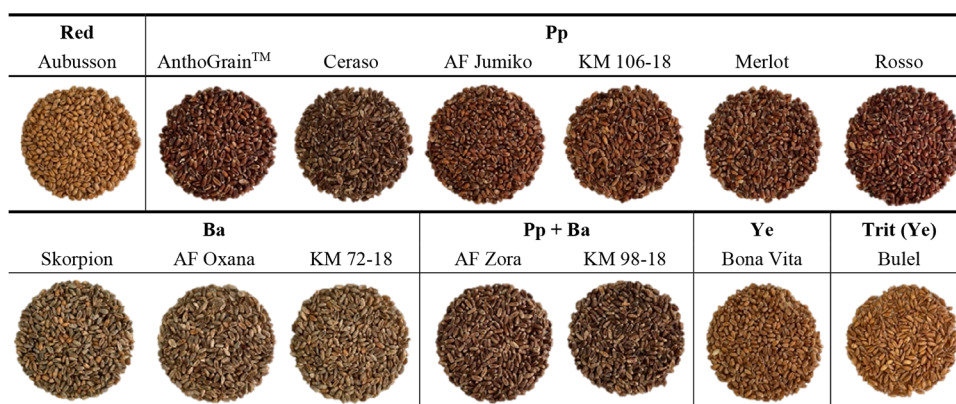 Red Pp
Aubusson AnthoGrain™ Ceraso AF Jumiko KM 106-18 Merlot Rosso
Ba Pp + Ba Ye Trit (Ye)
Skorpion AF Oxana KM 72-18 AF Zora KM 98-18 Bona Vita Bulel